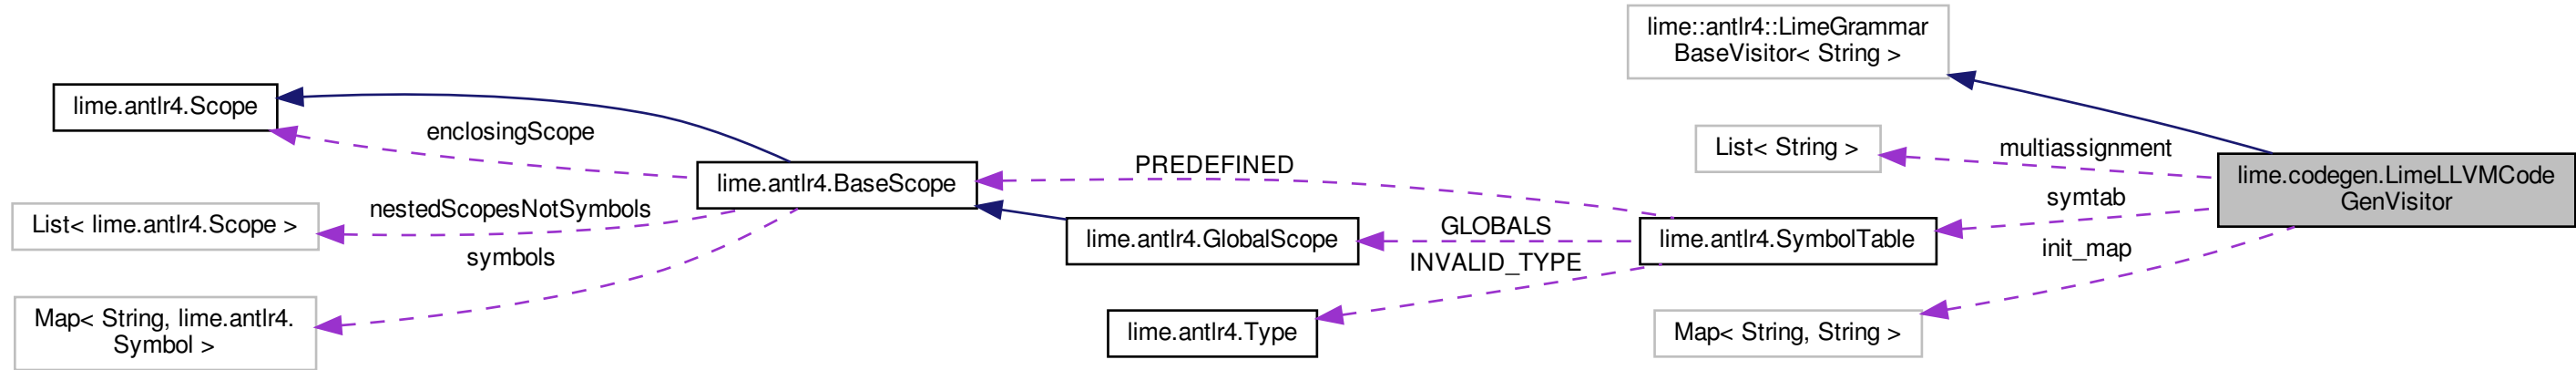 lime::antlr4::LimeGrammar
BaseVisitor< String >
lime.antlr4.Scope
enclosingScope
List< String >
multiassignment
PREDEFINED
lime.codegen.LimeLLVMCode
GenVisitor
lime.antlr4.BaseScope
symtab
nestedScopesNotSymbols
List< lime.antlr4.Scope >
GLOBALS
lime.antlr4.GlobalScope
lime.antlr4.SymbolTable
init_map
symbols
INVALID_TYPE
Map< String, lime.antlr4.
Symbol >
lime.antlr4.Type
Map< String, String >